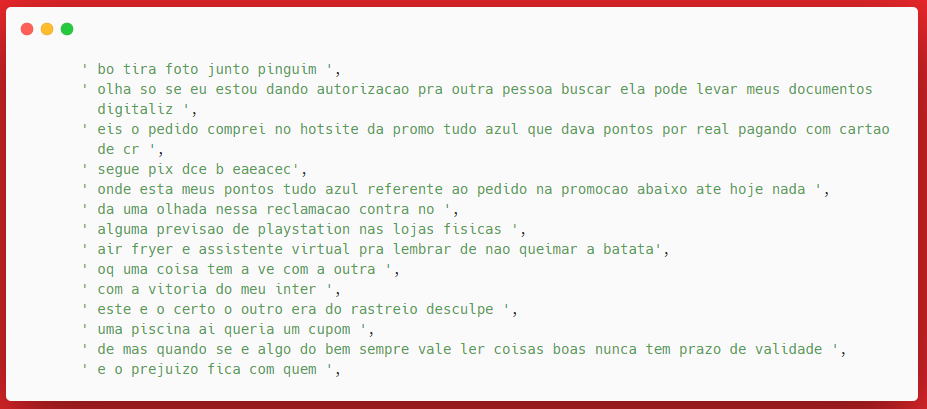 ' bo tira foto junto pinguim ',
' olha so se eu estou dando autorizacao pra outra pessoa buscar ela pode levar meus documentos
digitaliz ',
' eis o pedido comprei no hotsite da promo tudo azul que dava pontos por real pagando com cartao
de cr ',
' segue pix dce b eaeacec',
' onde esta meus pontos tudo azul referente ao pedido na promocao abaixo ate hoje nada ',
' da uma olhada nessa reclamacao contra no ',
' alguma previsao de playstation nas lojas fisicas ',
' air fryer e assistente virtual pra lembrar de nao queimar a batata',
' oq uma coisa tem a ve com a outra ',
' com a vitoria do meu inter ',
' este e o certo o outro era do rastreio desculpe ',
' uma piscina ai queria um cupom ',
' de mas quando se e algo do bem sempre vale ler coisas boas nunca tem prazo de validade ',
' e o prejuizo fica com quem ',